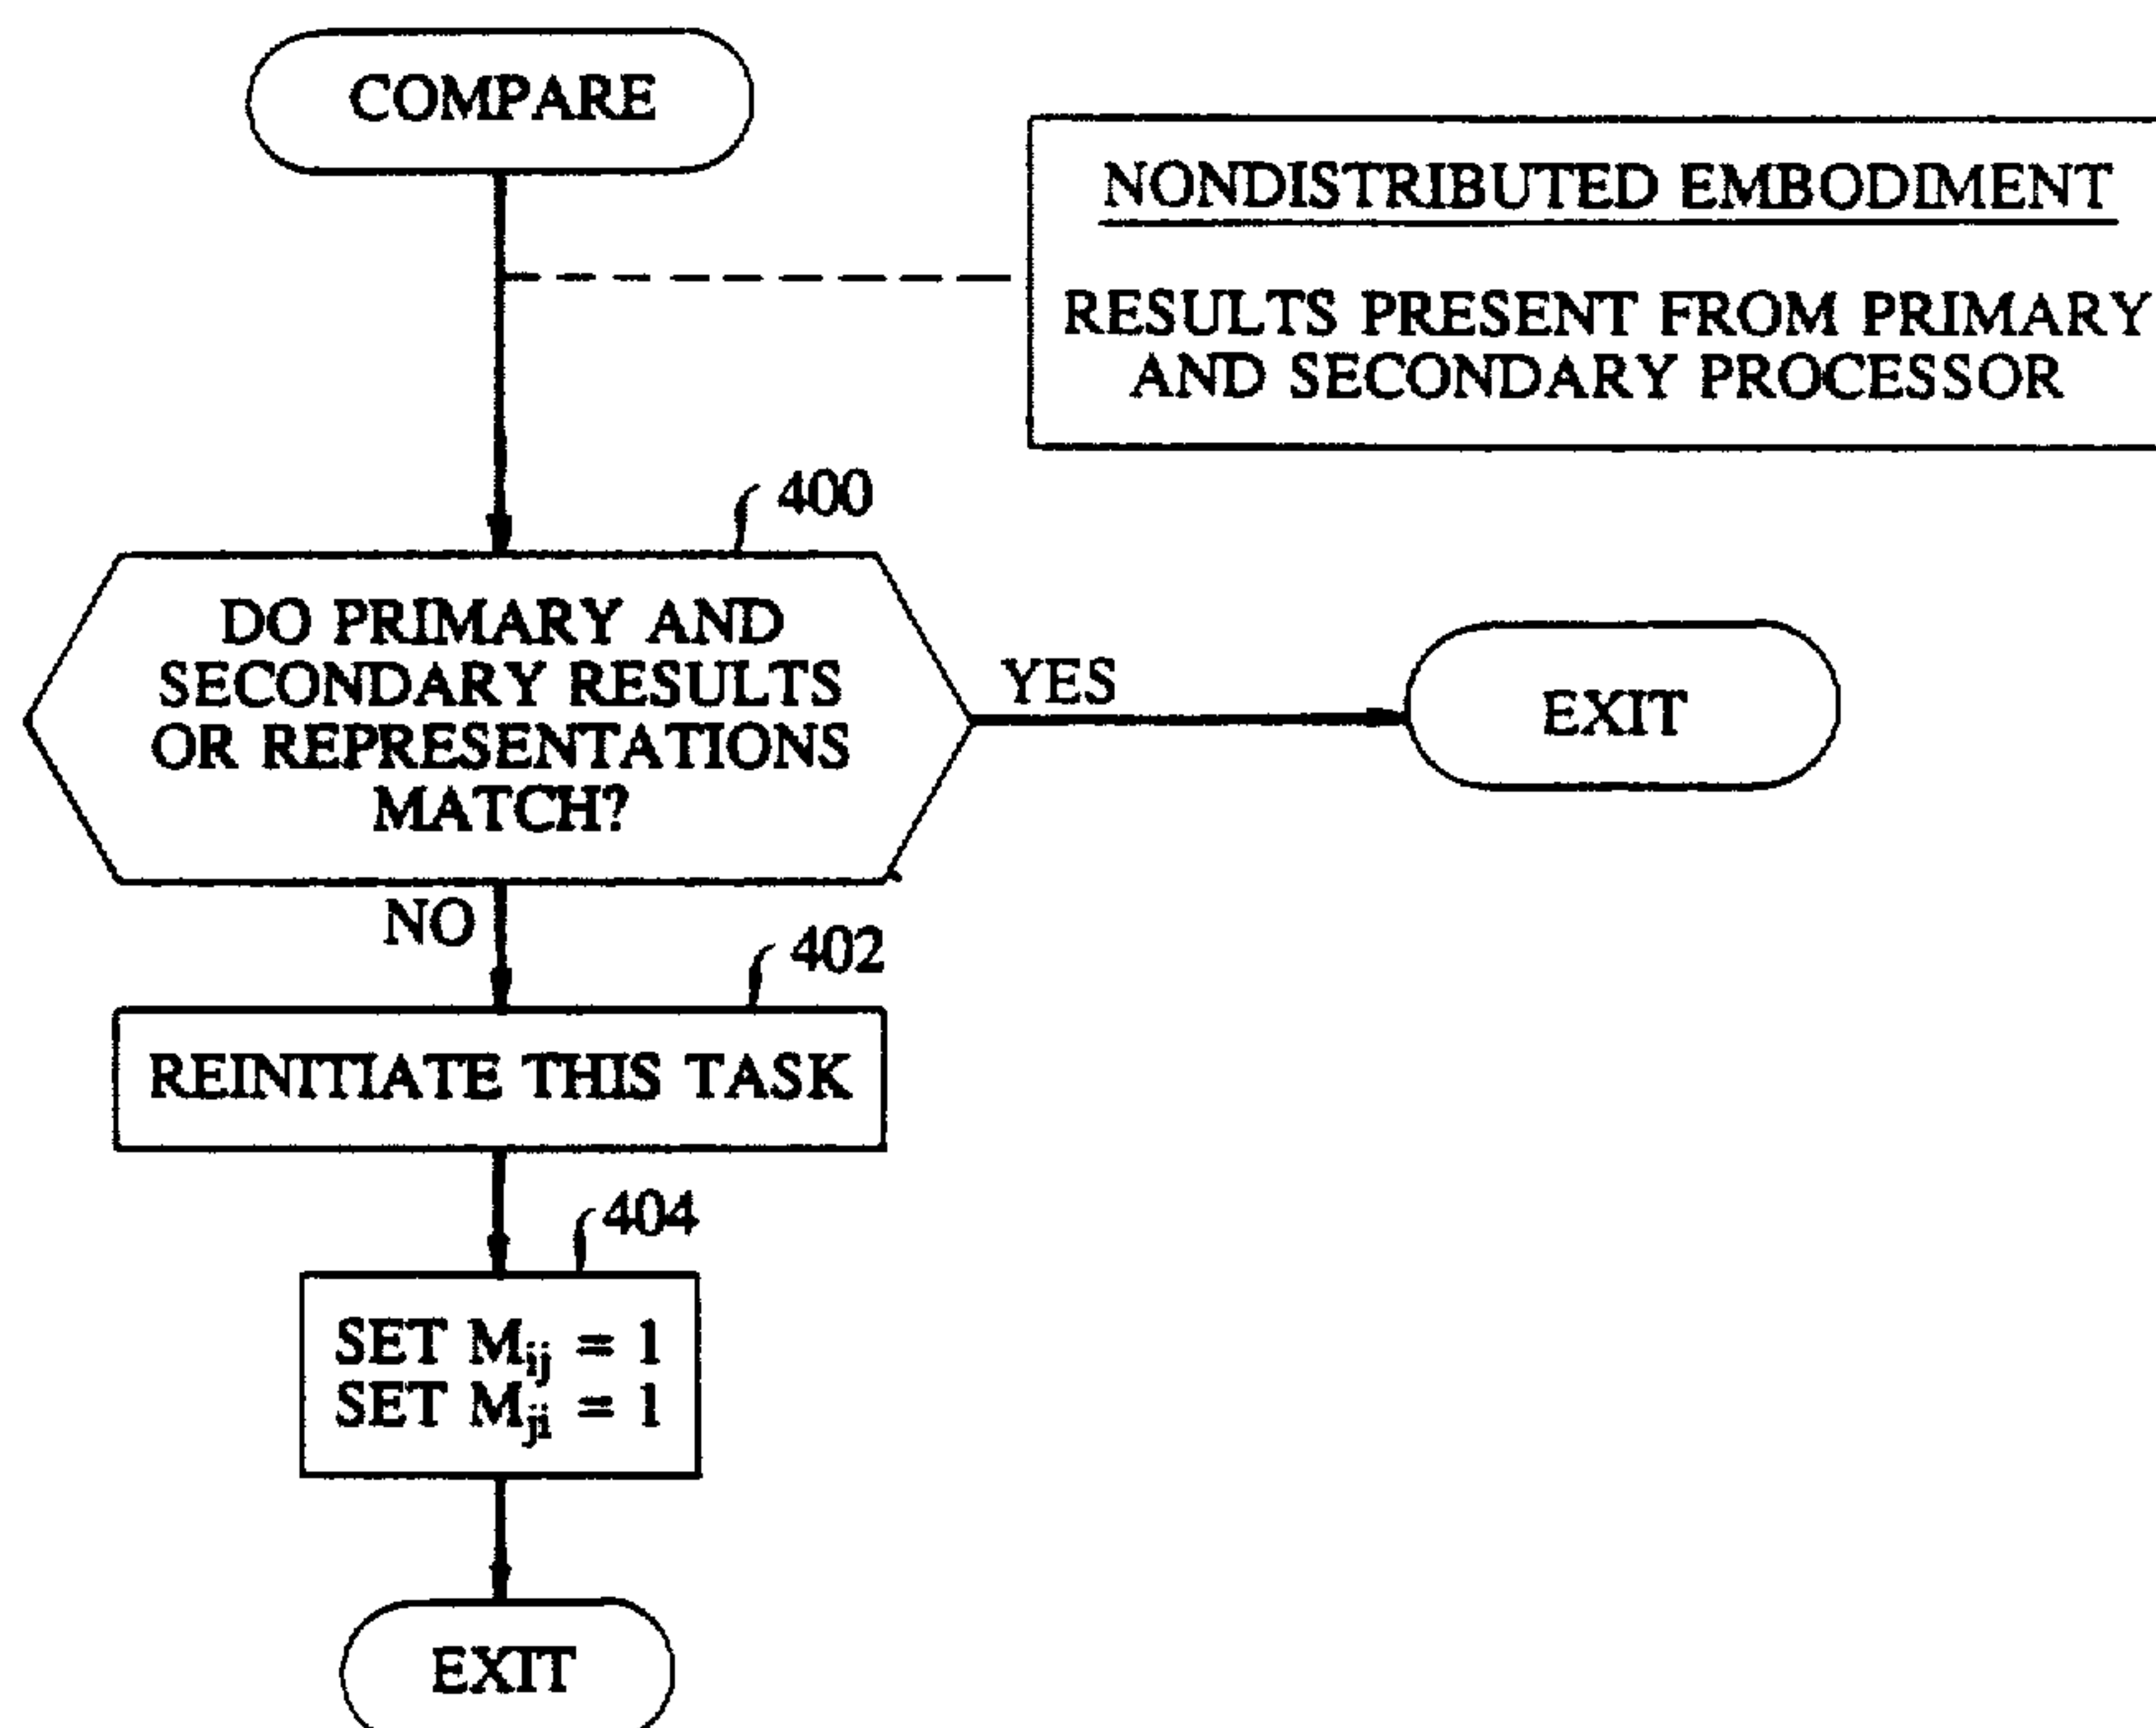 COMPARE
NONDISTRIBUTED EMBODIMENT
RESULTS PRESENT FROM PRIMARY
AND SECONDARY PROCESSOR
400
DO PRIMARY AND
SECONDARY RESULTS
OR REPRESENTATIONS
MATCH?
YES
EXIT
NO
402
REINITIATE THIS TASK
404
SET Mij = 1
SET Mji = 1
EXIT